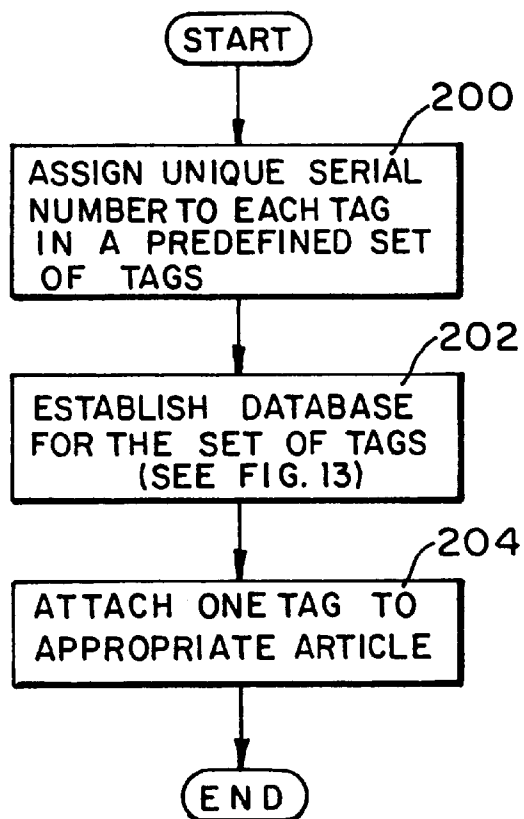 START
200
ASSIGN UNIQUE SERIAL
NUMBER TO EACH TAG
IN A PREDEFINED SET
OF TAGS
202
ESTABLISH DATABASE
FOR THE SET OF TAGS
(SEE FIG. 13)
204
ATTACH ONE TAG TO
APPROPRIATE ARTICLE
END